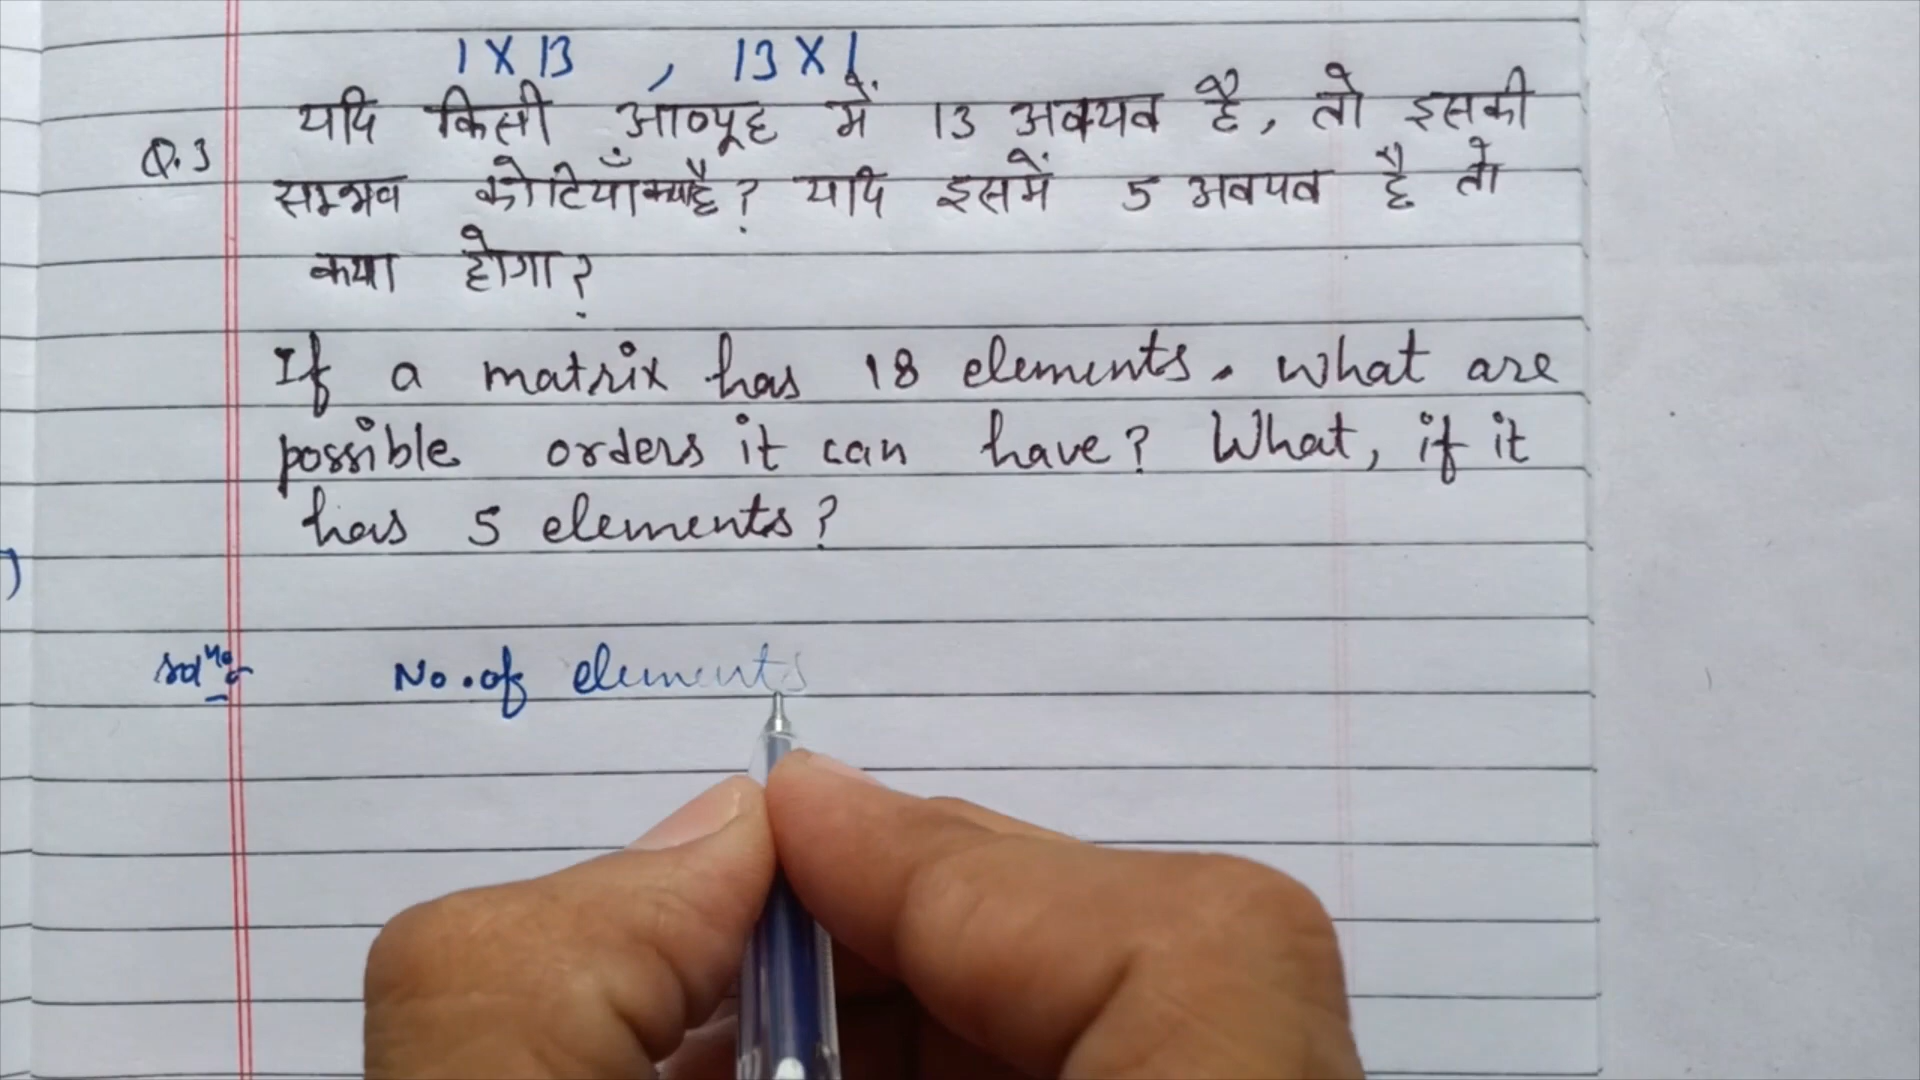 1 X 13 , 13 X 1
यदि किसी आव्यूह में 13 अवयव है, तो इसकी
Q.3
सम्भव कोटियाँ क्या है? यदि इसमें 5 अवयव है तो
क्या होगा?
If a matrix has 18 elements. what are
possible orders it can have? What, if it
has 5 elements?
No. of elements